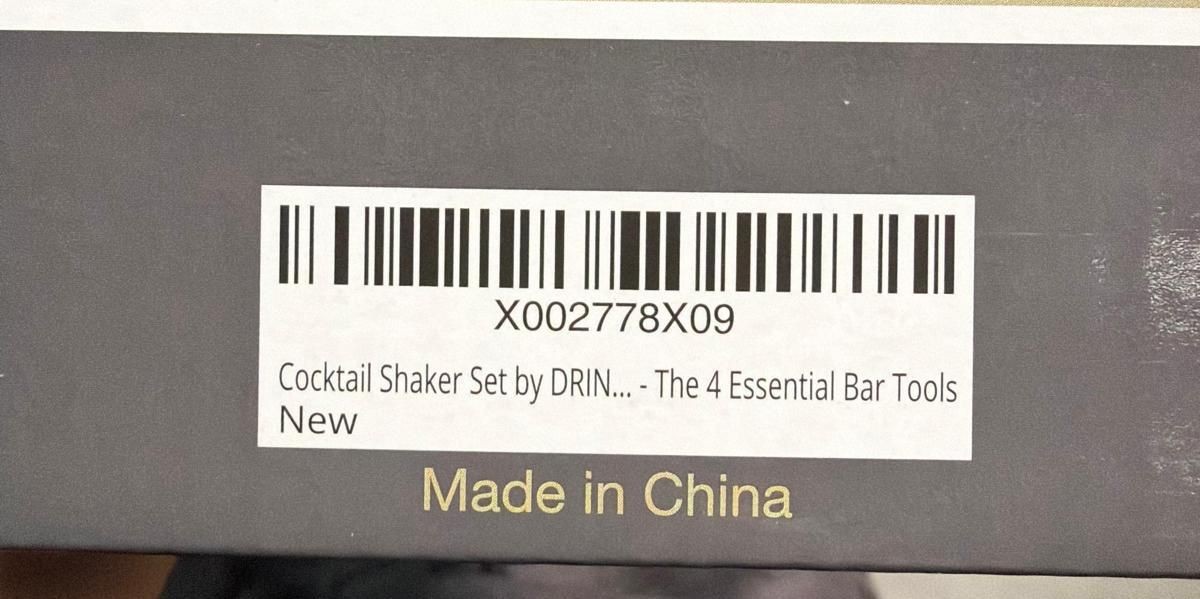 X002778X09
Cocktail Shaker Set by DRIN... - The 4 Essential Bar Tools
New
Made in China